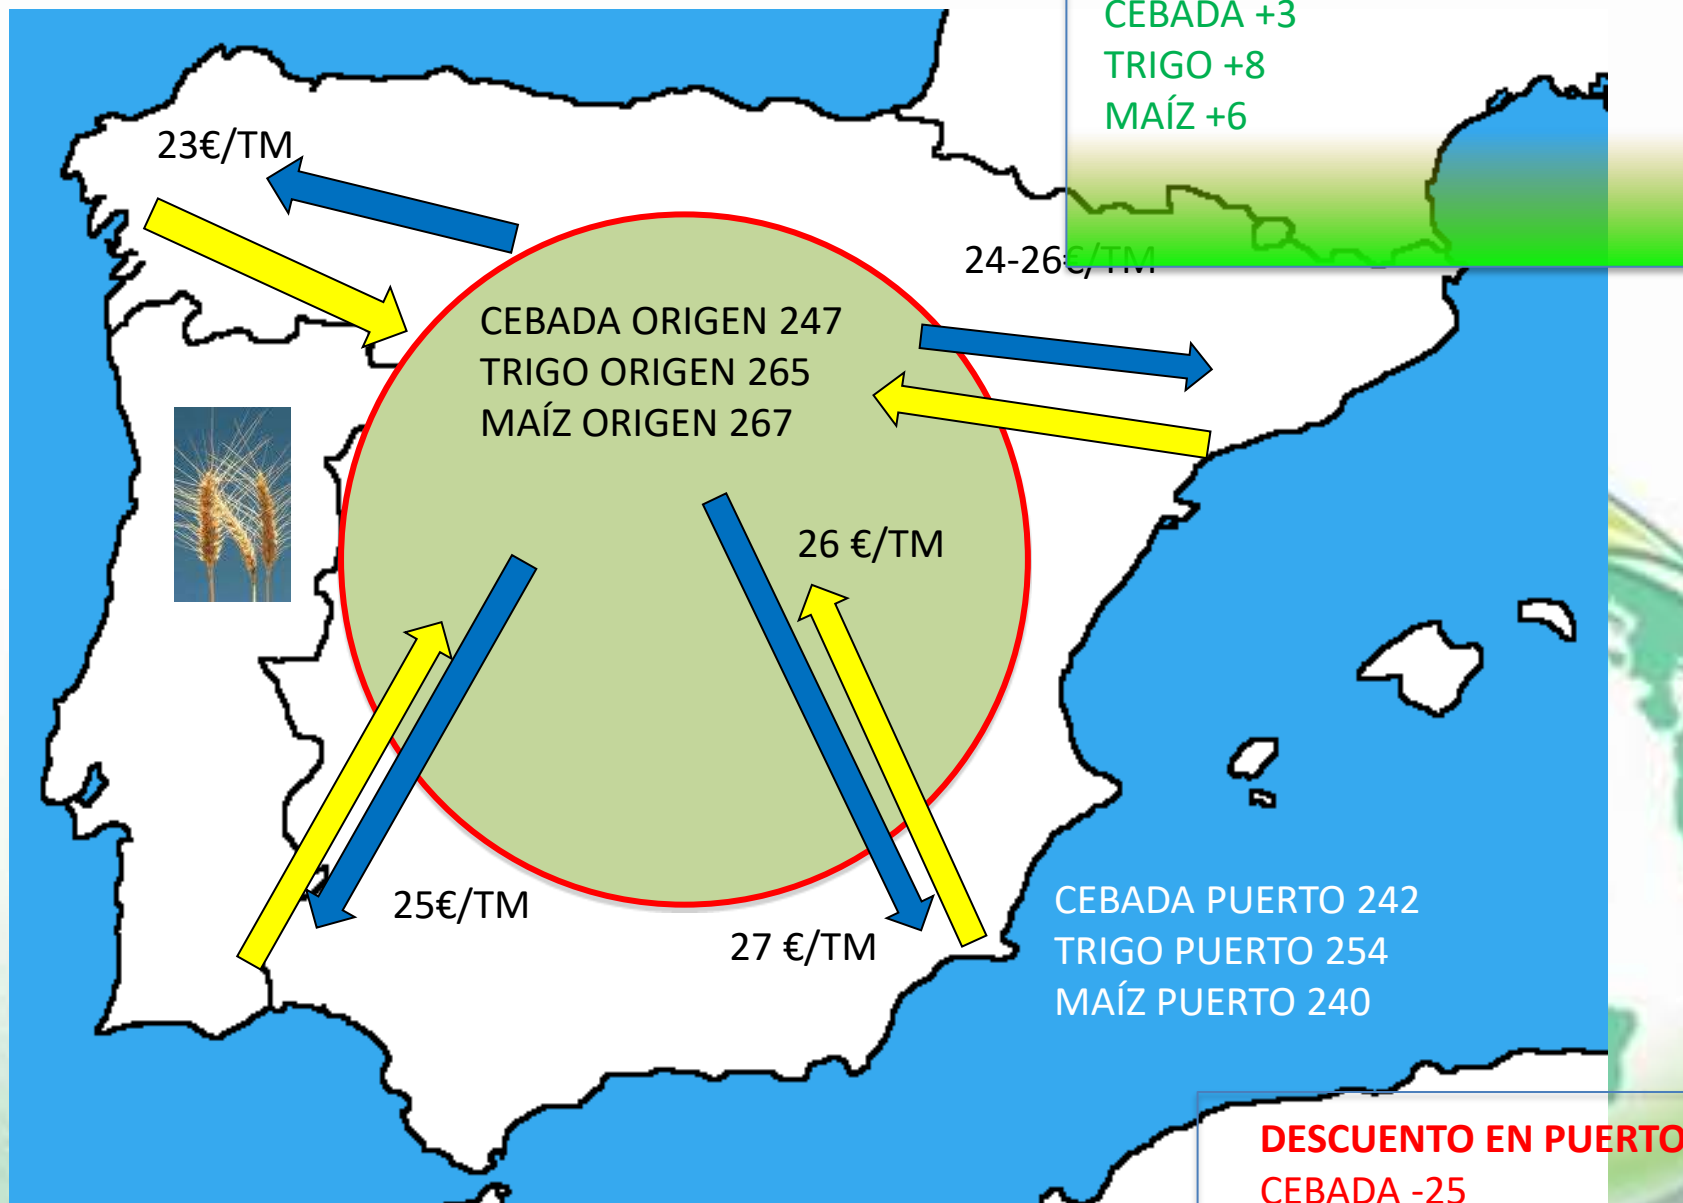 CEBADA +3
TRIGO +8
MAÍZ +6
23€/TM
24-26€/TM
CEBADA ORIGEN 247
TRIGO ORIGEN 265
MAÍZ ORIGEN 267
26 €/TM
25€/TM
27 €/TM
CEBADA PUERTO 242
TRIGO PUERTO 254
MAÍZ PUERTO 240
DESCUENTO EN PUERTO
CEBADA -25